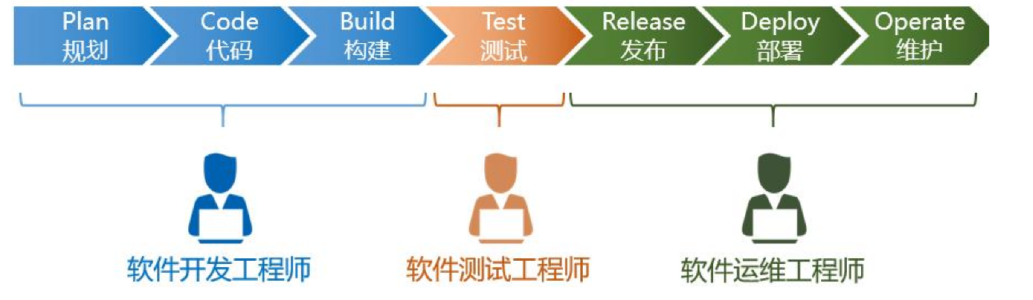 Plan
规划
Code
代码
Build
构建
Test
测试
Release
发布
Deploy
部署
Operate
维护
软件开发工程师
软件测试工程师
软件运维工程师